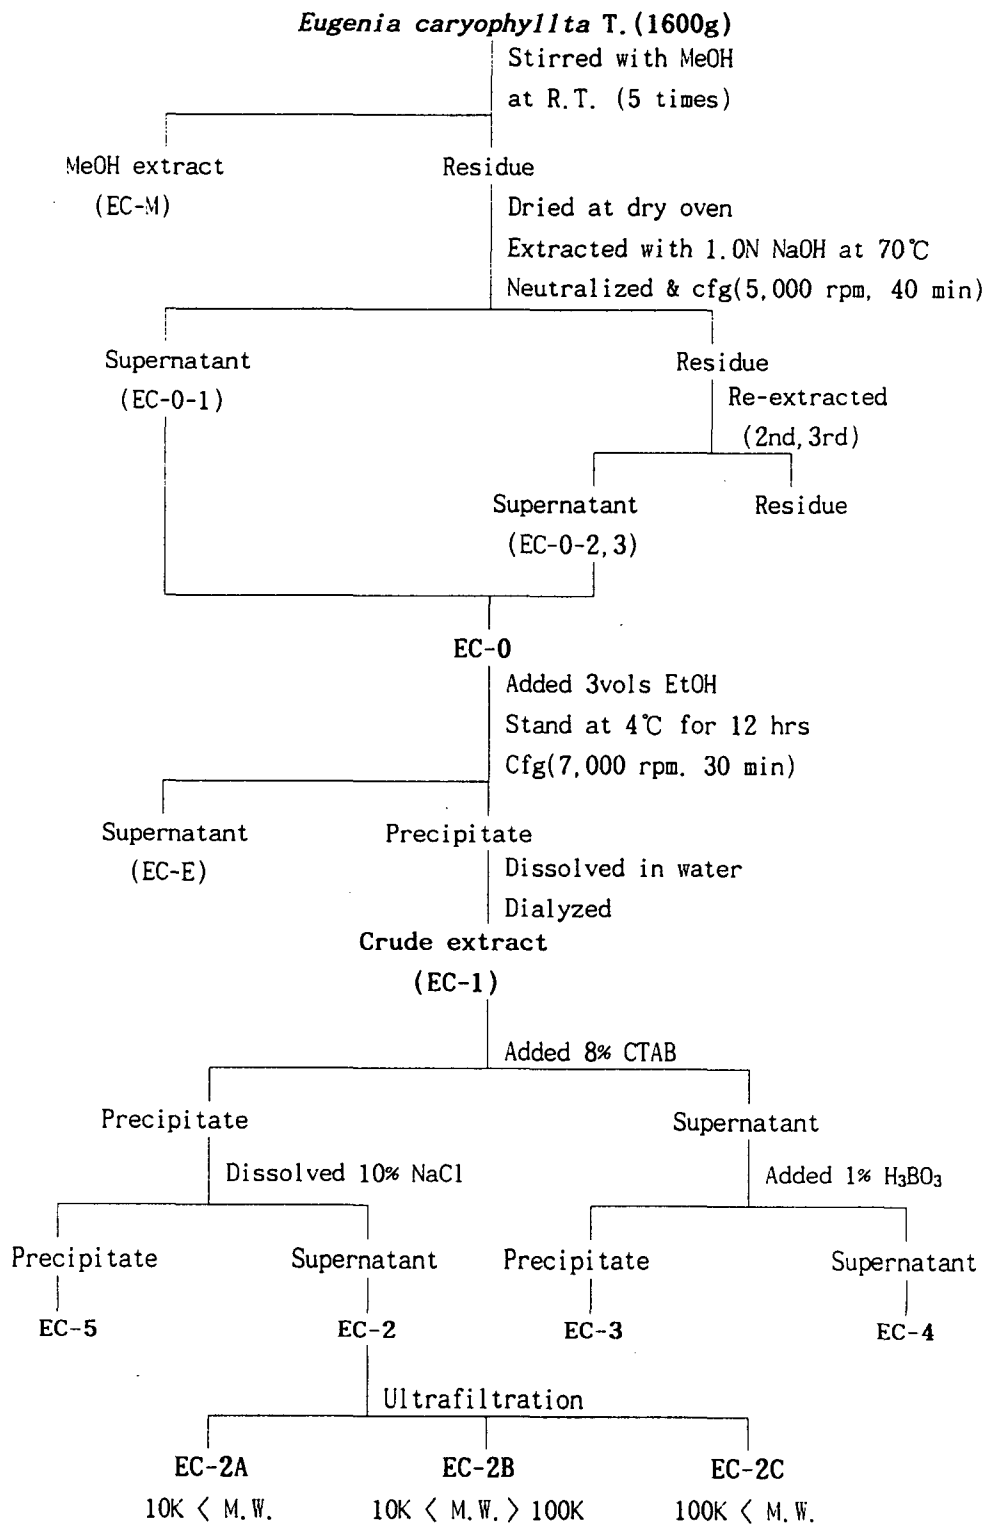 Eugenia caryophyllta T. (1600g)
Stirred with MeOH
at R.T. (5 times)
MeOH extract
(EC-M)
Residue
Dried at dry oven
Extracted with 1.0N NaOH at 70℃
Neutralized & cfg(5,000 rpm, 40 min)
Supernatant
(EC-0-1)
Residue
Re-extracted
(2nd, 3rd)
Supernatant
(EC-0-2, 3)
Residue
EC-0
Added 3vols EtOH
Stand at 4℃ for 12 hrs
Cfg(7,000 rpm. 30 min)
Supernatant
(EC-E)
Precipitate
Dissolved in water
Dialyzed
Crude extract
(EC-1)
Added 8% CTAB
Precipitate
Supernatant
Dissolved 10% NaCl
Added 1% H₃BO₃
Precipitate
Supernatant
Precipitate
Supernatant
EC-5
EC-2
EC-3
EC-4
Ultrafiltration
EC-2A
EC-2B
EC-2C
10K < M.W.
10K < M.W. > 100K
100K < M.W.